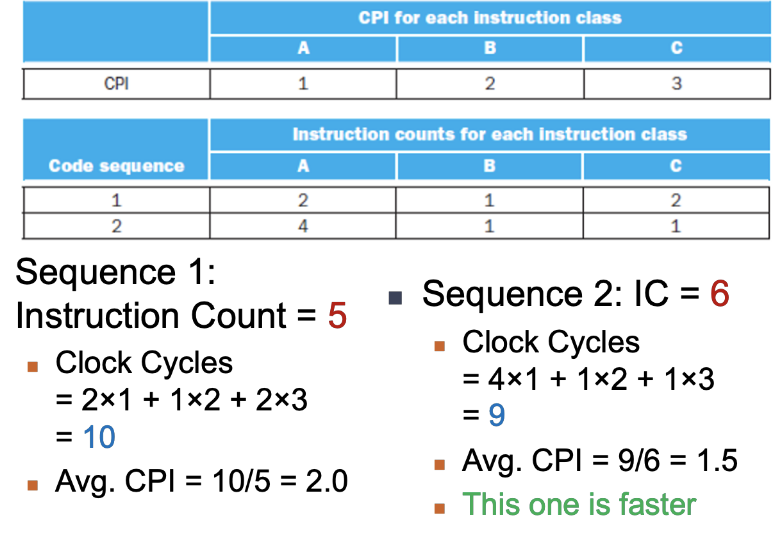 CPI for each instruction class
A B C
CPI 1 2 3
Instruction counts for each instruction class
Code sequence A B C
1 2 1 2
2 4 1 1
Sequence 1:
Instruction Count = 5
■ Clock Cycles
= 2×1 + 1×2 + 2×3
= 10
■ Avg. CPI = 10/5 = 2.0
■ Sequence 2: IC = 6
■ Clock Cycles
= 4×1 + 1×2 + 1×3
= 9
■ Avg. CPI = 9/6 = 1.5
■ This one is faster